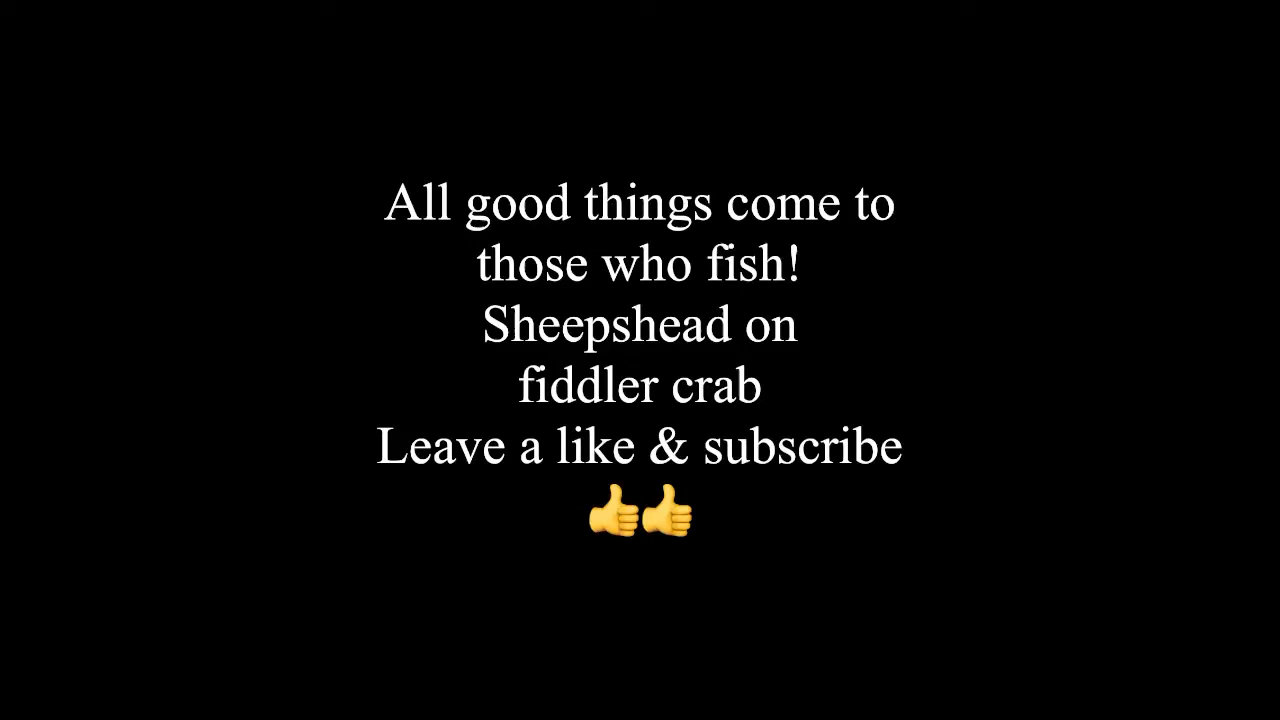 All good things come to
those who fish!
Sheepshead on
fiddler crab
Leave a like & subscribe
👍👍